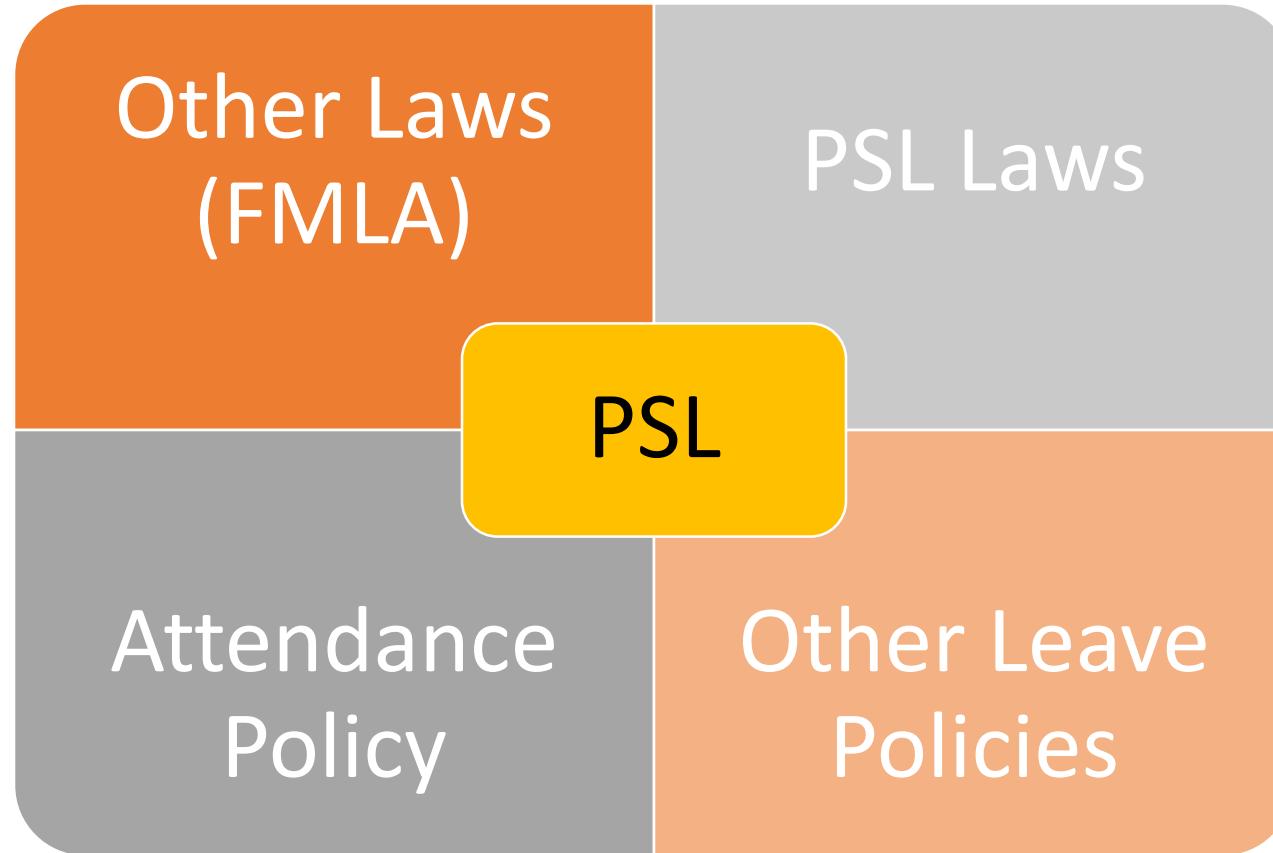 Other Laws
(FMLA)
PSL Laws
PSL
Attendance
Policy
Other Leave
Policies